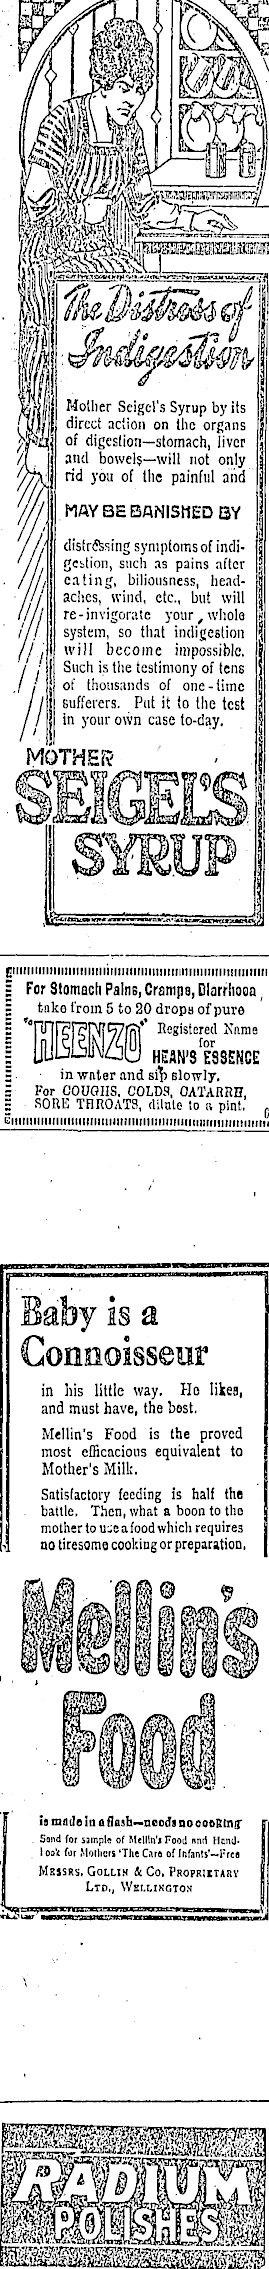 The Distress of
Indigestion
Mother Seigel's Syrup by its
direct action on the organs
of digestion—stomach, liver
and bowels—will not only
rid you of the painful and
MAY BE BANISHED BY
distressing symptoms of indi-
gestion, such as pains after
eating, biliousness, head-
aches, wind, etc., but will
re-invigorate your whole
system, so that indigestion
will become impossible.
Such is the testimony of tens
of thousands of one-time
sufferers. Put it to the test
in your own case to-day.
MOTHER
SEIGEL'S
SYRUP
For Stomach Pains, Cramps, Diarrhoea,
take from 5 to 20 drops of pure
"HEENZO" Registered Name
for
HEAN'S ESSENCE
in water and sip slowly.
For COUGHS, COLDS, CATARRH,
SORE THROATS, dilute to a pint.
Baby is a
Connoisseur
in his little way. He likes,
and must have, the best.
Mellin's Food is the proved
most efficacious equivalent to
Mother's Milk.
Satisfactory feeding is half the
battle. Then, what a boon to the
mother to use a food which requires
no tiresome cooking or preparation.
Mellin's
Food
is made in a flash—needs no cooking
Send for sample of Mellin's Food and Hand-
book for Mothers 'The Care of Infants'—Free
MESSRS. GOLLIN & CO. PROPRIETARY
LTD., WELLINGTON
RADIUM
POLISHES